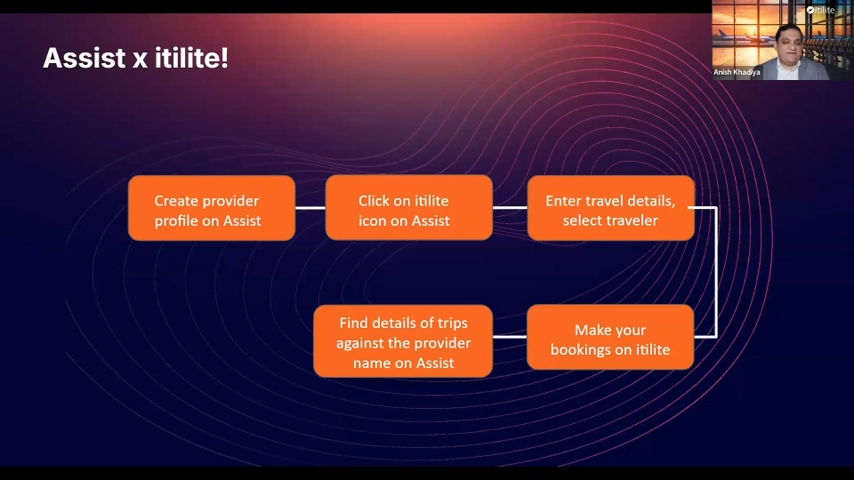 itilite
Assist x itilite!
Anish Khadiya
Create provider
profile on Assist
Click on itilite
icon on Assist
Enter travel details,
select traveler
Make your
bookings on itilite
Find details of trips
against the provider
name on Assist